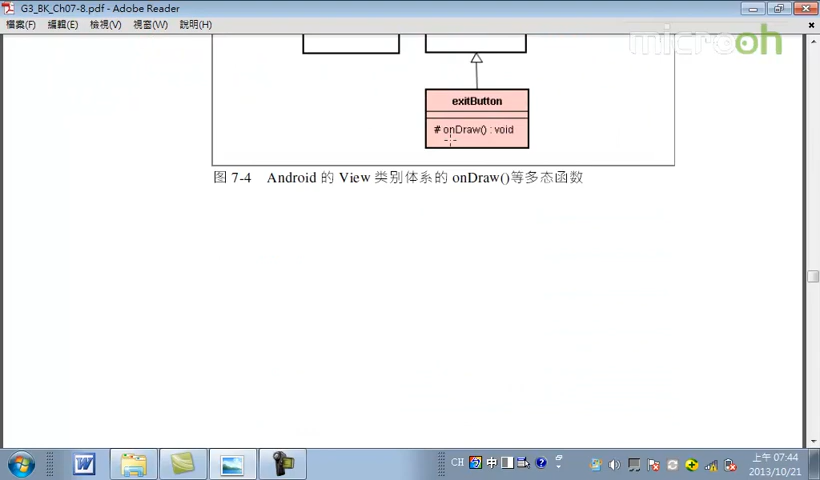 G3_BK_Ch07-8.pdf - Adobe Reader
檔案(F) 編輯(E) 檢視(V) 視窗(W) 說明(H)
microoh
exitButton
# onDraw() : void
图 7-4 Android 的 View 类别体系的 onDraw()等多态函数
CH 中
上午 07:44
2013/10/21